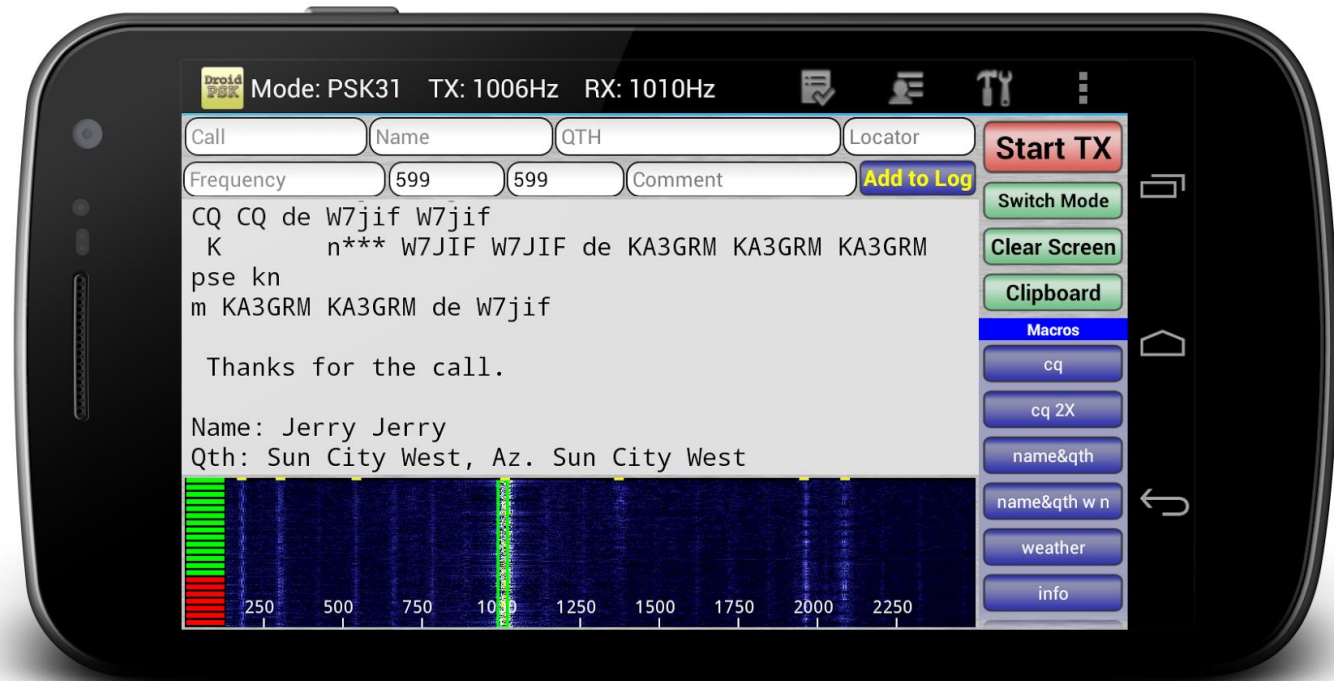 Droid PSK Mode: PSK31 TX: 1006Hz RX: 1010Hz
Call Name QTH Locator
Start TX
Frequency 599 599 Comment Add to Log
Switch Mode
Clear Screen
Clipboard
Macros
cq
cq 2X
name&qth
name&qth w n
weather
info
CQ CQ de W7jif W7jif
K n*** W7JIF W7JIF de KA3GRM KA3GRM KA3GRM
pse kn
m KA3GRM KA3GRM de W7jif
Thanks for the call.
Name: Jerry Jerry
Qth: Sun City West, Az. Sun City West
250 500 750 1000 1250 1500 1750 2000 2250